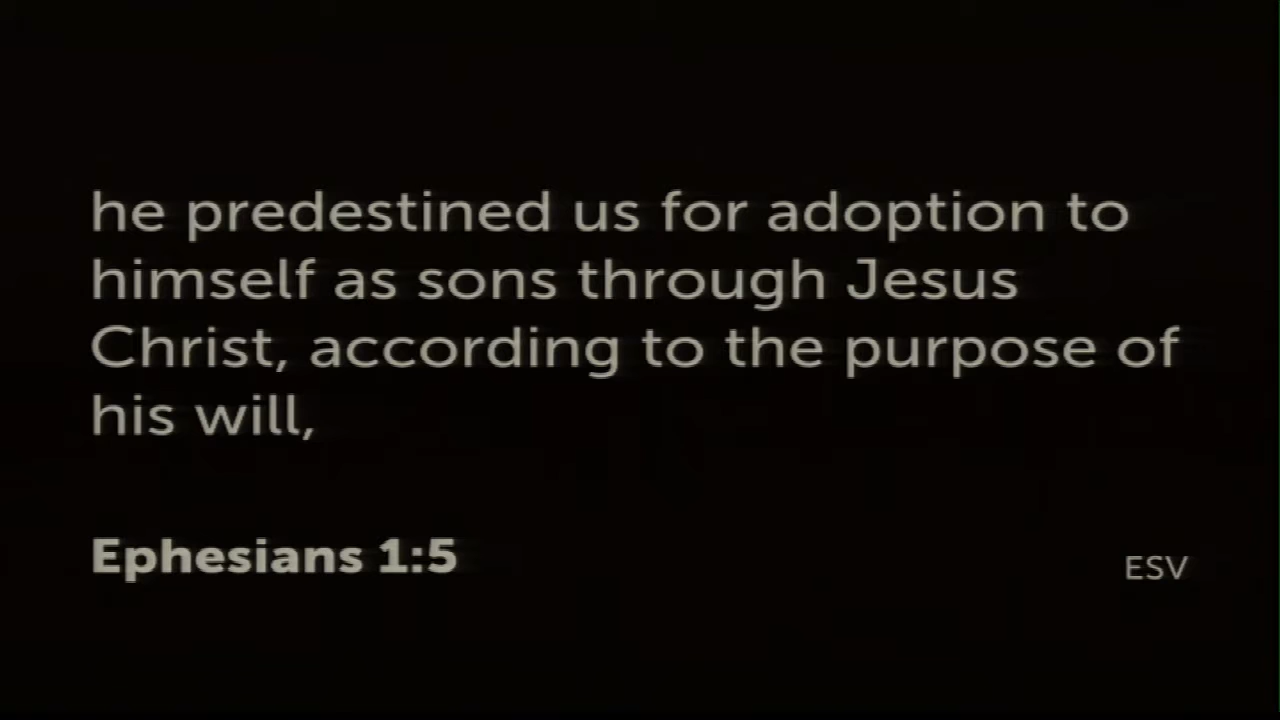 he predestined us for adoption to
himself as sons through Jesus
Christ, according to the purpose of
his will,
Ephesians 1:5
ESV